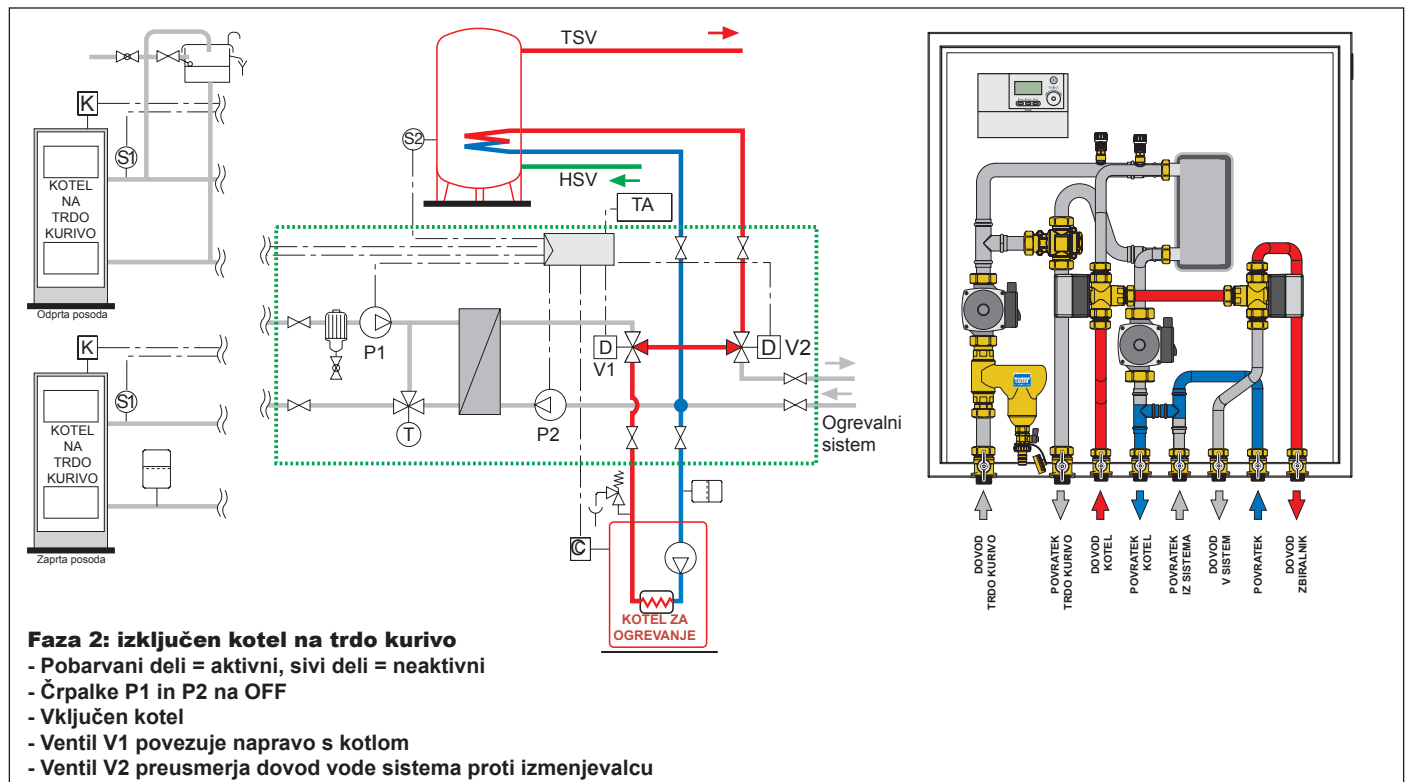 TSV
K
S2
S1
KOTEL
NA
TRDO
KURIVO
HSV
TA
Odprta posoda
K
P1
D
V1
D
V2
S1
KOTEL
NA
TRDO
KURIVO
T
P2
Ogrevalni
sistem
Zaprta posoda
C
KOTEL ZA
OGREVANJE
DOVOD
TRDO KURIVO
POVRATEK
TRDO KURIVO
DOVOD
KOTEL
POVRATEK
KOTEL
POVRATEK
IZ SISTEMA
DOVOD
V SISTEM
POVRATEK
DOVOD
ZBIRALNIK
Faza 2: izključen kotel na trdo kurivo
- Pobarvani deli = aktivni, sivi deli = neaktivni
- Črpalke P1 in P2 na OFF
- Vključen kotel
- Ventil V1 povezuje napravo s kotlom
- Ventil V2 preusmerja dovod vode sistema proti izmenjevalcu